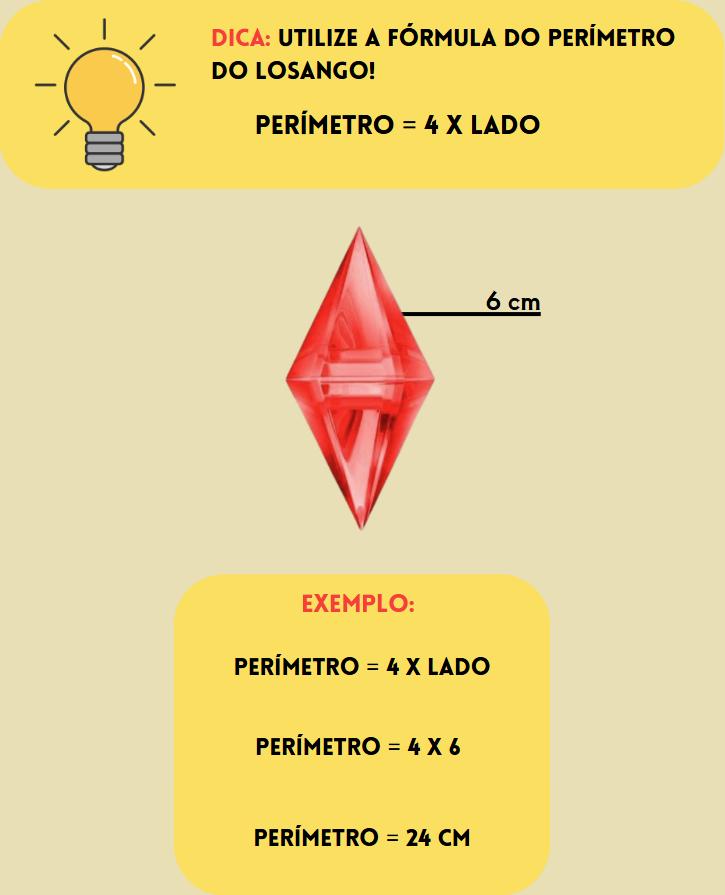 DICA: UTILIZE A FÓRMULA DO PERÍMETRO
DO LOSANGO!
PERÍMETRO = 4 X LADO
6 cm
EXEMPLO:
PERÍMETRO = 4 X LADO
PERÍMETRO = 4 X 6
PERÍMETRO = 24 CM